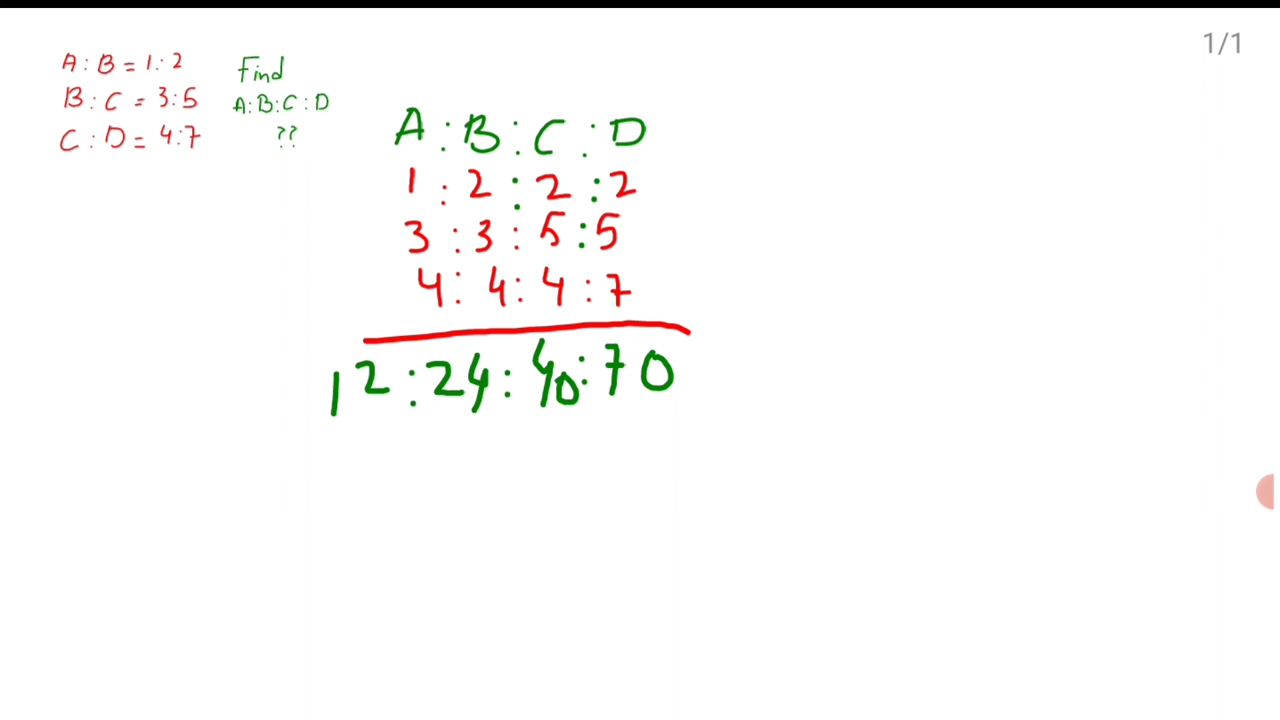 1/1
A : B = 1 : 2
B : C = 3 : 5
C : D = 4 : 7
Find
A : B : C : D
??
A : B : C : D
1 : 2 : 2 : 2
3 : 3 : 5 : 5
4 : 4 : 4 : 7
12 : 24 : 40 : 70